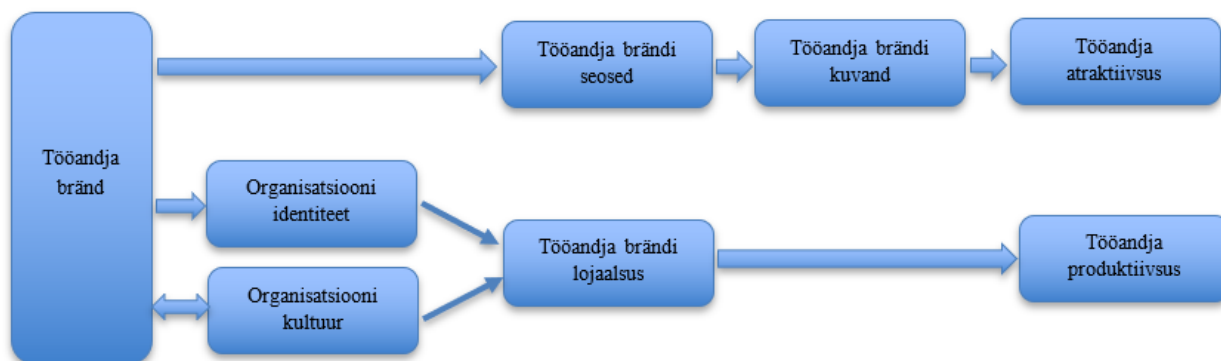 Tööandja
bränd
Tööandja brändi
seosed
Tööandja brändi
kuvand
Tööandja
atraktiivsus
Organisatsiooni
identiteet
Organisatsiooni
kultuur
Tööandja brändi
lojaalsus
Tööandja
produktiivsus